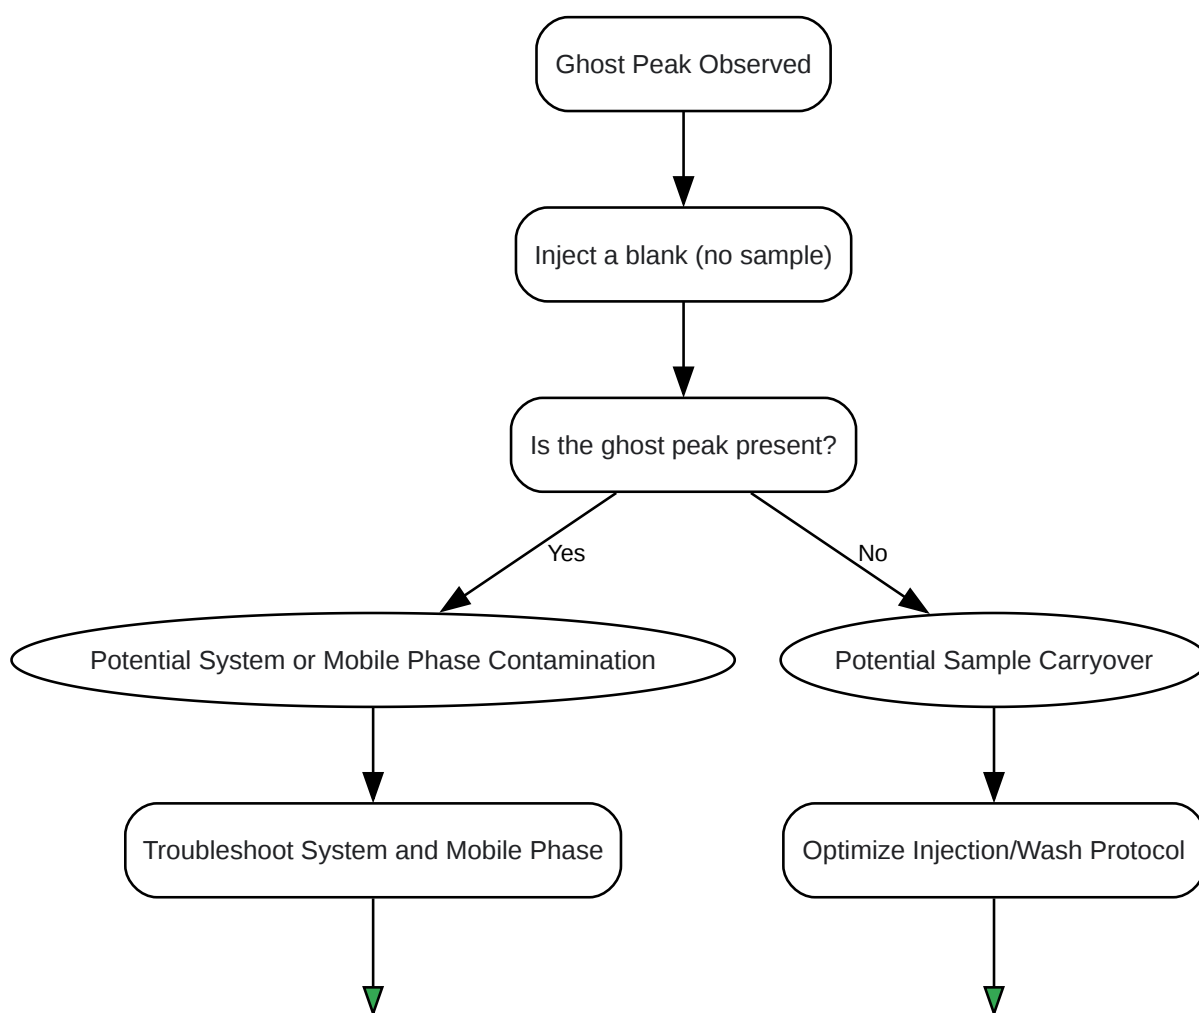 Ghost Peak Observed
Inject a blank (no sample)
Is the ghost peak present?
Yes
No
Potential System or Mobile Phase Contamination
Potential Sample Carryover
Troubleshoot System and Mobile Phase
Optimize Injection/Wash Protocol